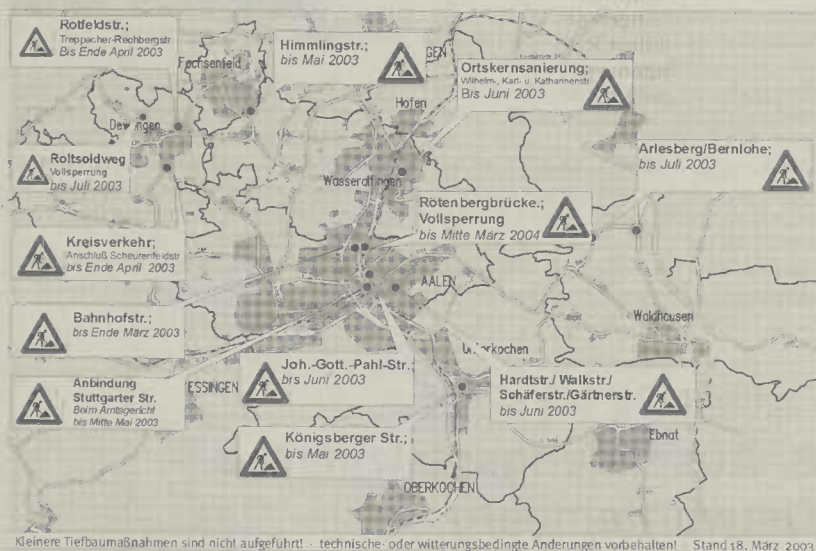 Rotfeldstr.;
Treppacher-Rechbergstr
Bis Ende April 2003
Himmlingstr.;
bis Mai 2003
GEN
Ortskernsanierung;
Wilhelm-, Karl- u. Katharinenstr
Bis Juni 2003
Fachsenfeld
Hofen
Dewangen
Roltsoldweg
Vollsperrung
bis Juli 2003
Wasseralfingen
Arlesberg/Bernlohe;
bis Juli 2003
Rötenbergbrücke.;
Vollsperrung
bis Mitte März 2004
Kreisverkehr;
Anschluß Scheurenfeldstr
bis Ende April 2003
AALEN
Bahnhofstr.;
bis Ende März 2003
Waldhausen
Unterkochen
Joh.-Gott.-Pahl-Str.;
bis Juni 2003
Anbindung
Stuttgarter Str.
Beim Amtsgericht
bis Mitte Mai 2003
ESSINGEN
Hardtstr./ Walkstr./
Schäferstr./Gärtnerstr.
bis Juni 2003
Königsberger Str.;
bis Mai 2003
Ebnat
OBERKOCHEN
Kleinere Tiefbaumaßnahmen sind nicht aufgeführt! - technische- oder witterungsbedingte Änderungen vorbehalten! - Stand 18. März 2003